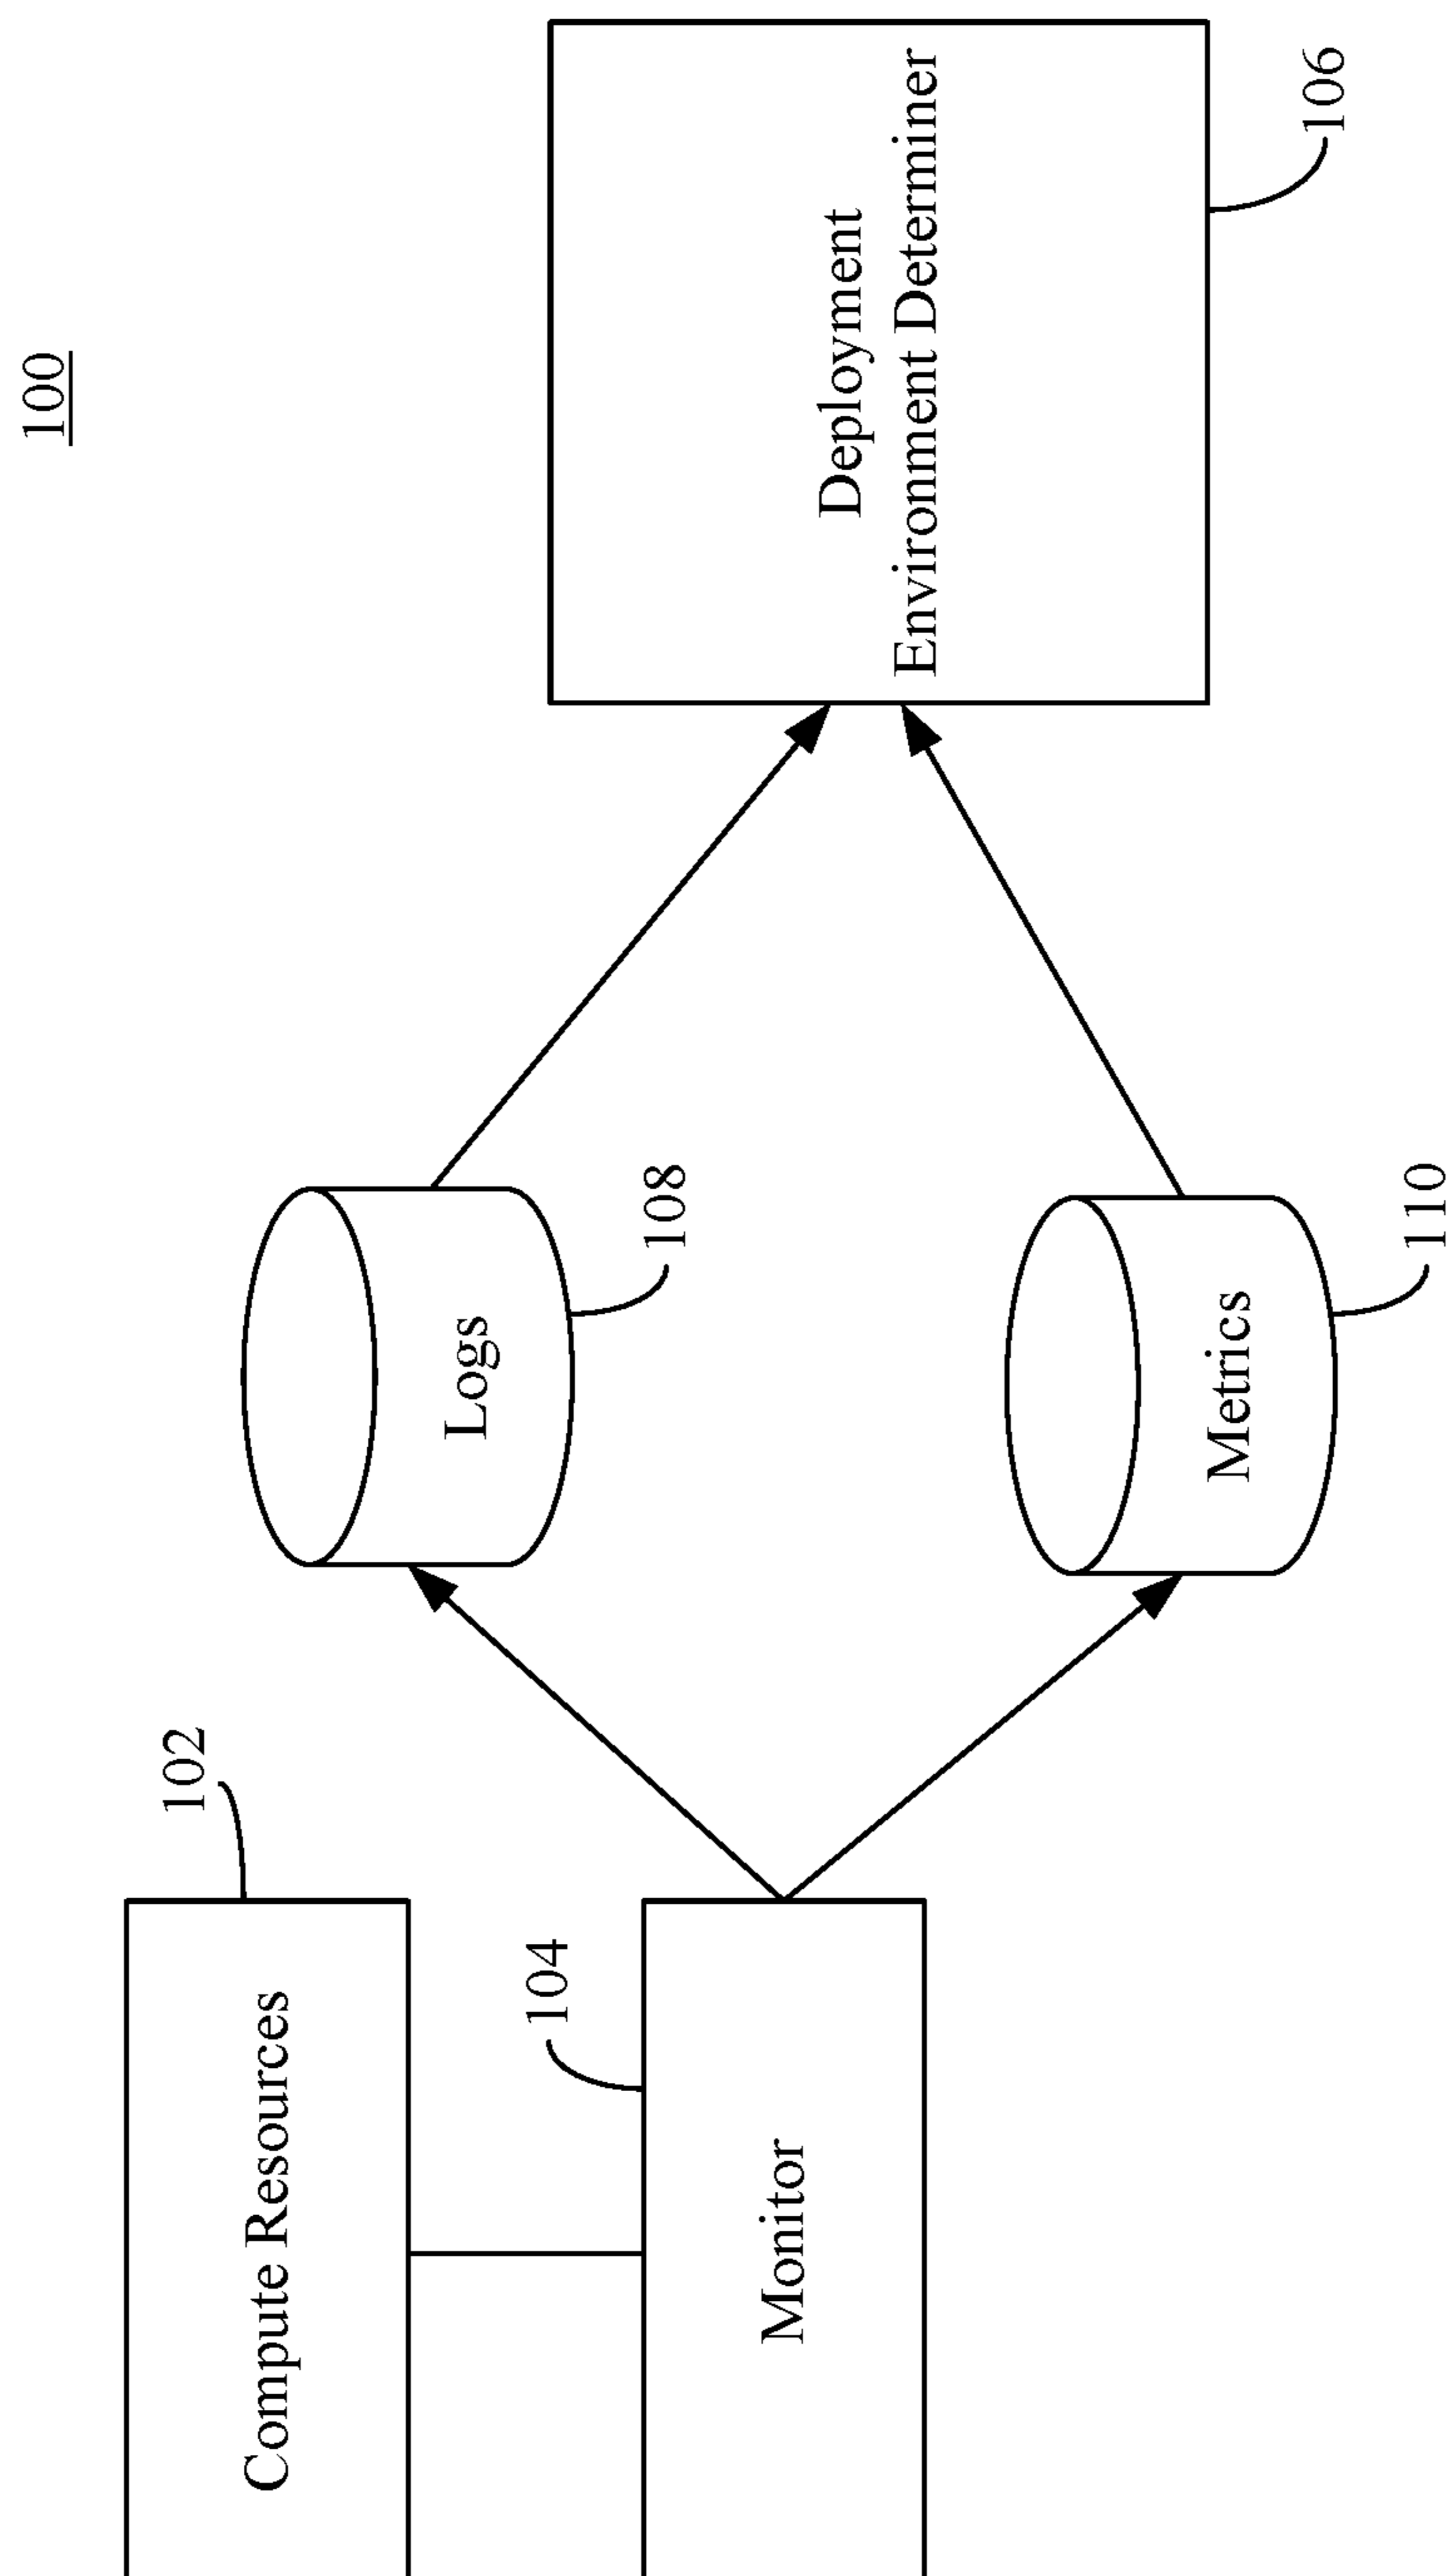 100
Compute Resources
102
Monitor
104
Logs
108
Metrics
110
Deployment
Environment Determiner
106